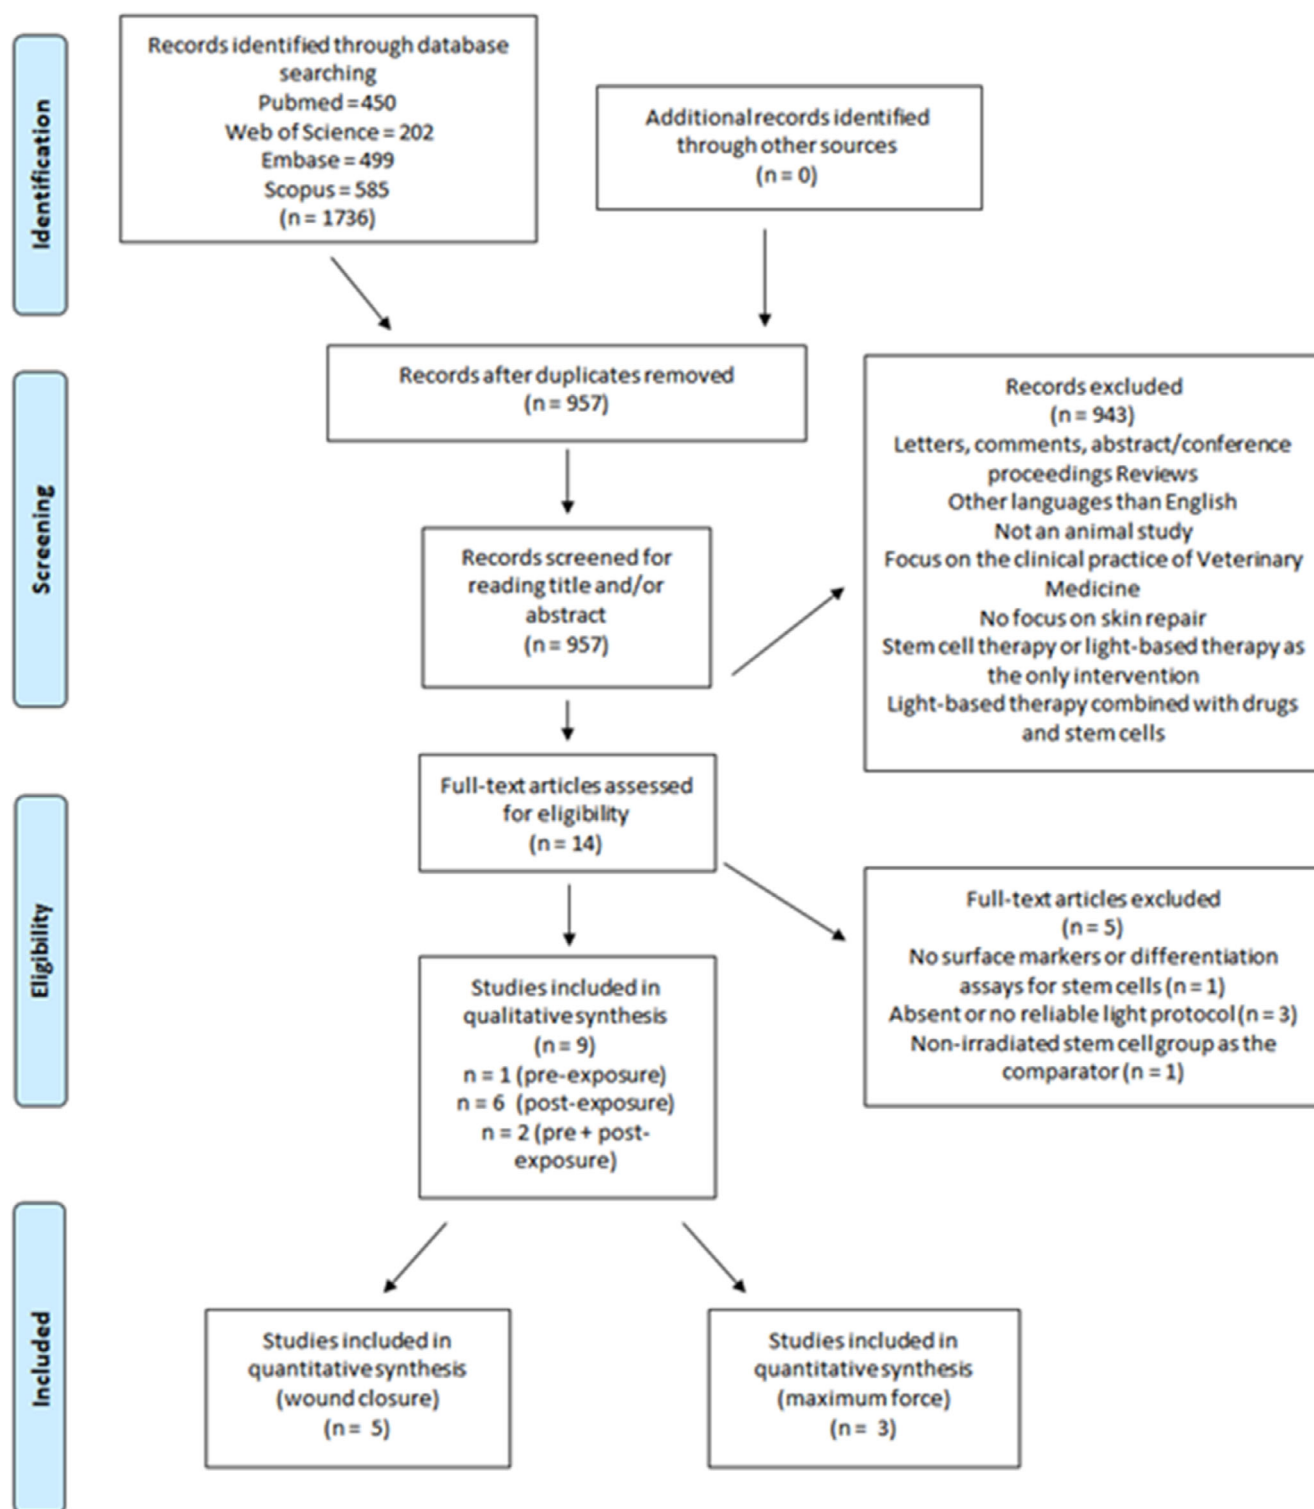 Identification
Records identified through database
searching
Pubmed = 450
Web of Science = 202
Embase = 499
Scopus = 585
(n = 1736)
Additional records identified
through other sources
(n = 0)
Screening
Records after duplicates removed
(n = 957)
Records screened for
reading title and/or
abstract
(n = 957)
Records excluded
(n = 943)
Letters, comments, abstract/conference
proceedings Reviews
Other languages than English
Not an animal study
Focus on the clinical practice of Veterinary
Medicine
No focus on skin repair
Stem cell therapy or light-based therapy as
the only intervention
Light-based therapy combined with drugs
and stem cells
Eligibility
Full-text articles assessed
for eligibility
(n = 14)
Full-text articles excluded
(n = 5)
No surface markers or differentiation
assays for stem cells (n = 1)
Absent or no reliable light protocol (n = 3)
Non-irradiated stem cell group as the
comparator (n = 1)
Studies included in
qualitative synthesis
(n = 9)
n = 1 (pre-exposure)
n = 6 (post-exposure)
n = 2 (pre + post-
exposure)
Included
Studies included in
quantitative synthesis
(wound closure)
(n = 5)
Studies included in
quantitative synthesis
(maximum force)
(n = 3)